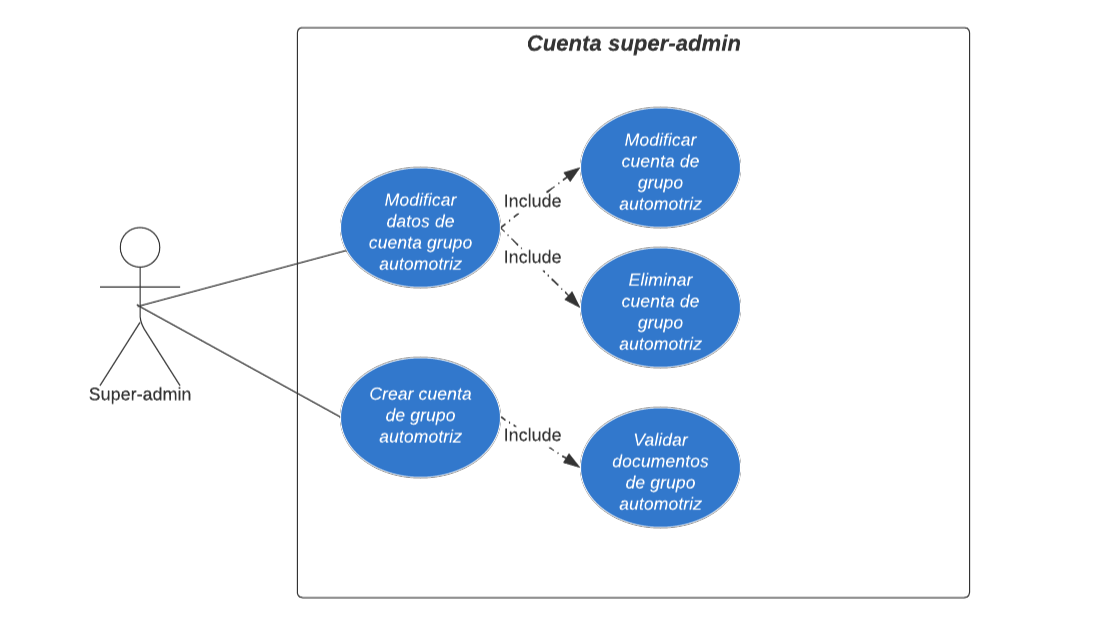 Cuenta super-admin
Modificar
cuenta de
grupo
automotriz
Modificar
datos de
cuenta grupo
automotriz
Include
Include
Eliminar
cuenta de
grupo
automotriz
Super-admin
Crear cuenta
de grupo
automotriz
Include
Validar
documentos
de grupo
automotriz